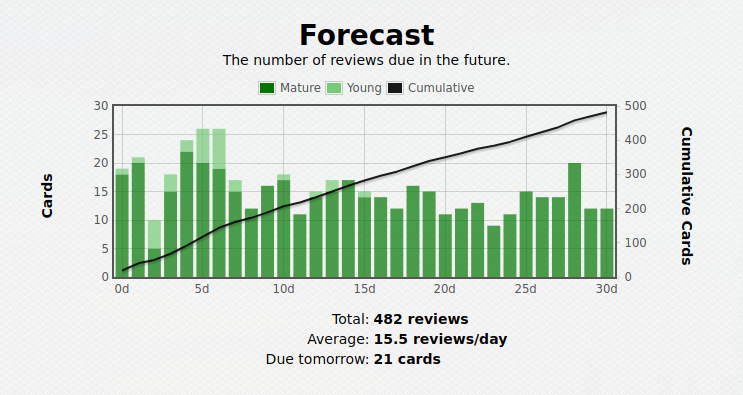 Forecast
The number of reviews due in the future.
Mature Young Cumulative
30 500
25
400
20
300
15
200
10
100
5
0 0
Cards
Cumulative Cards
0d 5d 10d 15d 20d 25d 30d
Total: 482 reviews
Average: 15.5 reviews/day
Due tomorrow: 21 cards